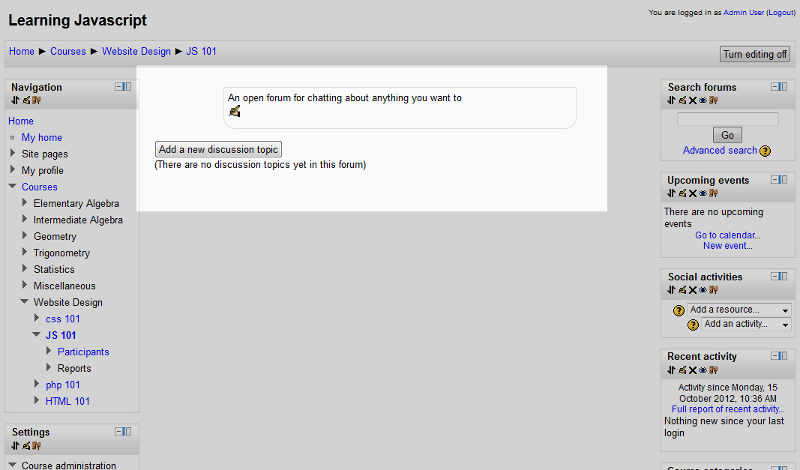 Learning Javascript
You are logged in as Admin User (Logout)
Home ► Courses ► Website Design ► JS 101
Turn editing off
Navigation
Home
My home
Site pages
My profile
Courses
Elementary Algebra
Intermediate Algebra
Geometry
Trigonometry
Statistics
Miscellaneous
Website Design
css 101
JS 101
Participants
Reports
php 101
HTML 101
Settings
Course administration
An open forum for chatting about anything you want to
Add a new discussion topic
(There are no discussion topics yet in this forum)
Search forums
Go
Advanced search
Upcoming events
There are no upcoming
events
Go to calendar...
New event...
Social activities
Add a resource...
Add an activity...
Recent activity
Activity since Monday, 15
October 2012, 10:36 AM
Full report of recent activity...
Nothing new since your last
login